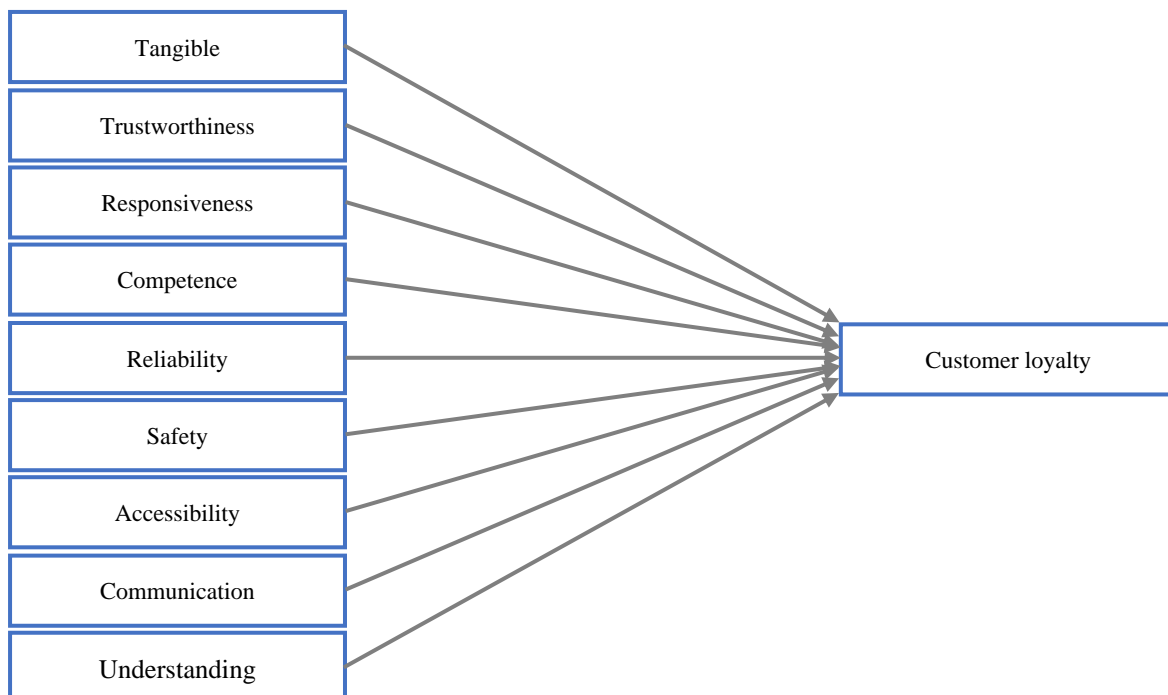 Tangible
Trustworthiness
Responsiveness
Competence
Reliability
Safety
Accessibility
Communication
Understanding
Customer loyalty